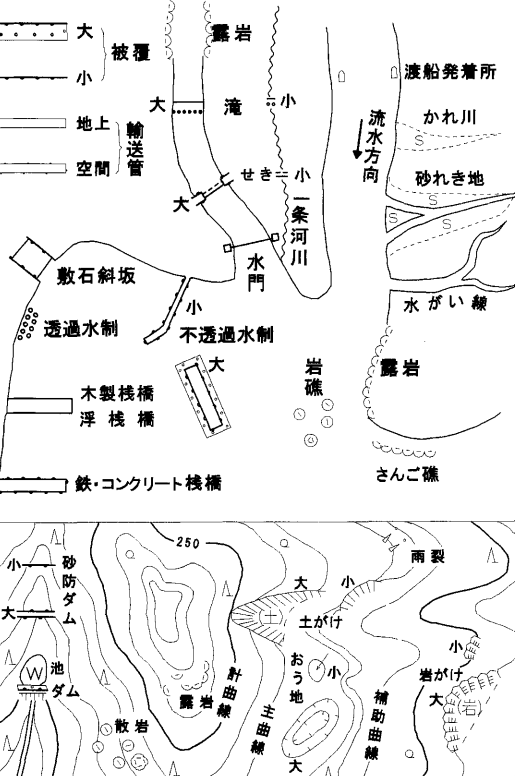 大
被覆
小
地上
輸送管
空間
露岩
大
滝
小
せき
小
大
一条河川
水門
流水方向
渡船発着所
かれ川
S
砂れき地
S
S
S
水がい線
敷石斜坂
小
透過水制
不透過水制
大
木製桟橋
浮桟橋
鉄・コンクリート桟橋
岩礁
露岩
さんご礁
小
砂防ダム
大
池
W
ダム
250
露岩
散岩
計曲線
大
小
土がけ
土
おう地
小
大
主曲線
補助曲線
雨裂
小
岩がけ
大
岩